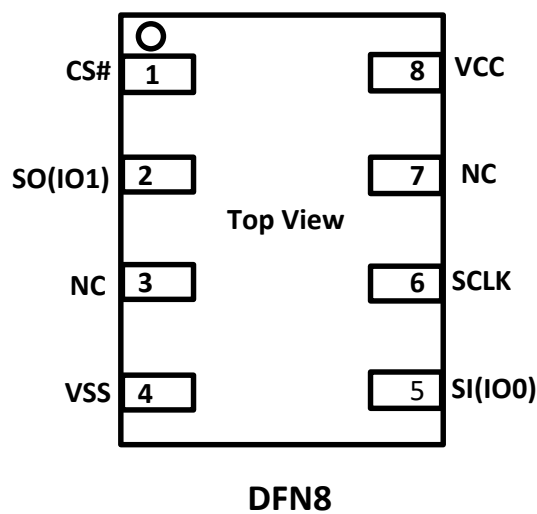 CS# 1 8 VCC
SO(IO1) 2 7 NC
Top View
NC 3 6 SCLK
VSS 4 5 SI(IO0)
DFN8